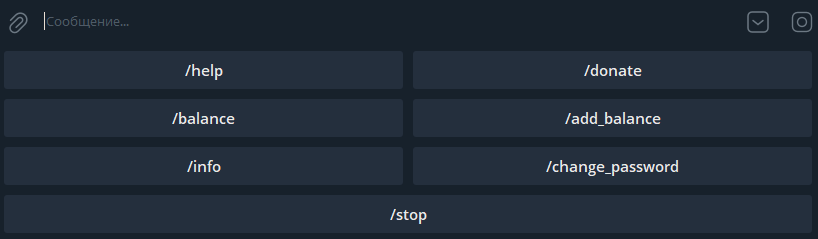 Сообщение...
/help
/donate
/balance
/add_balance
/info
/change_password
/stop